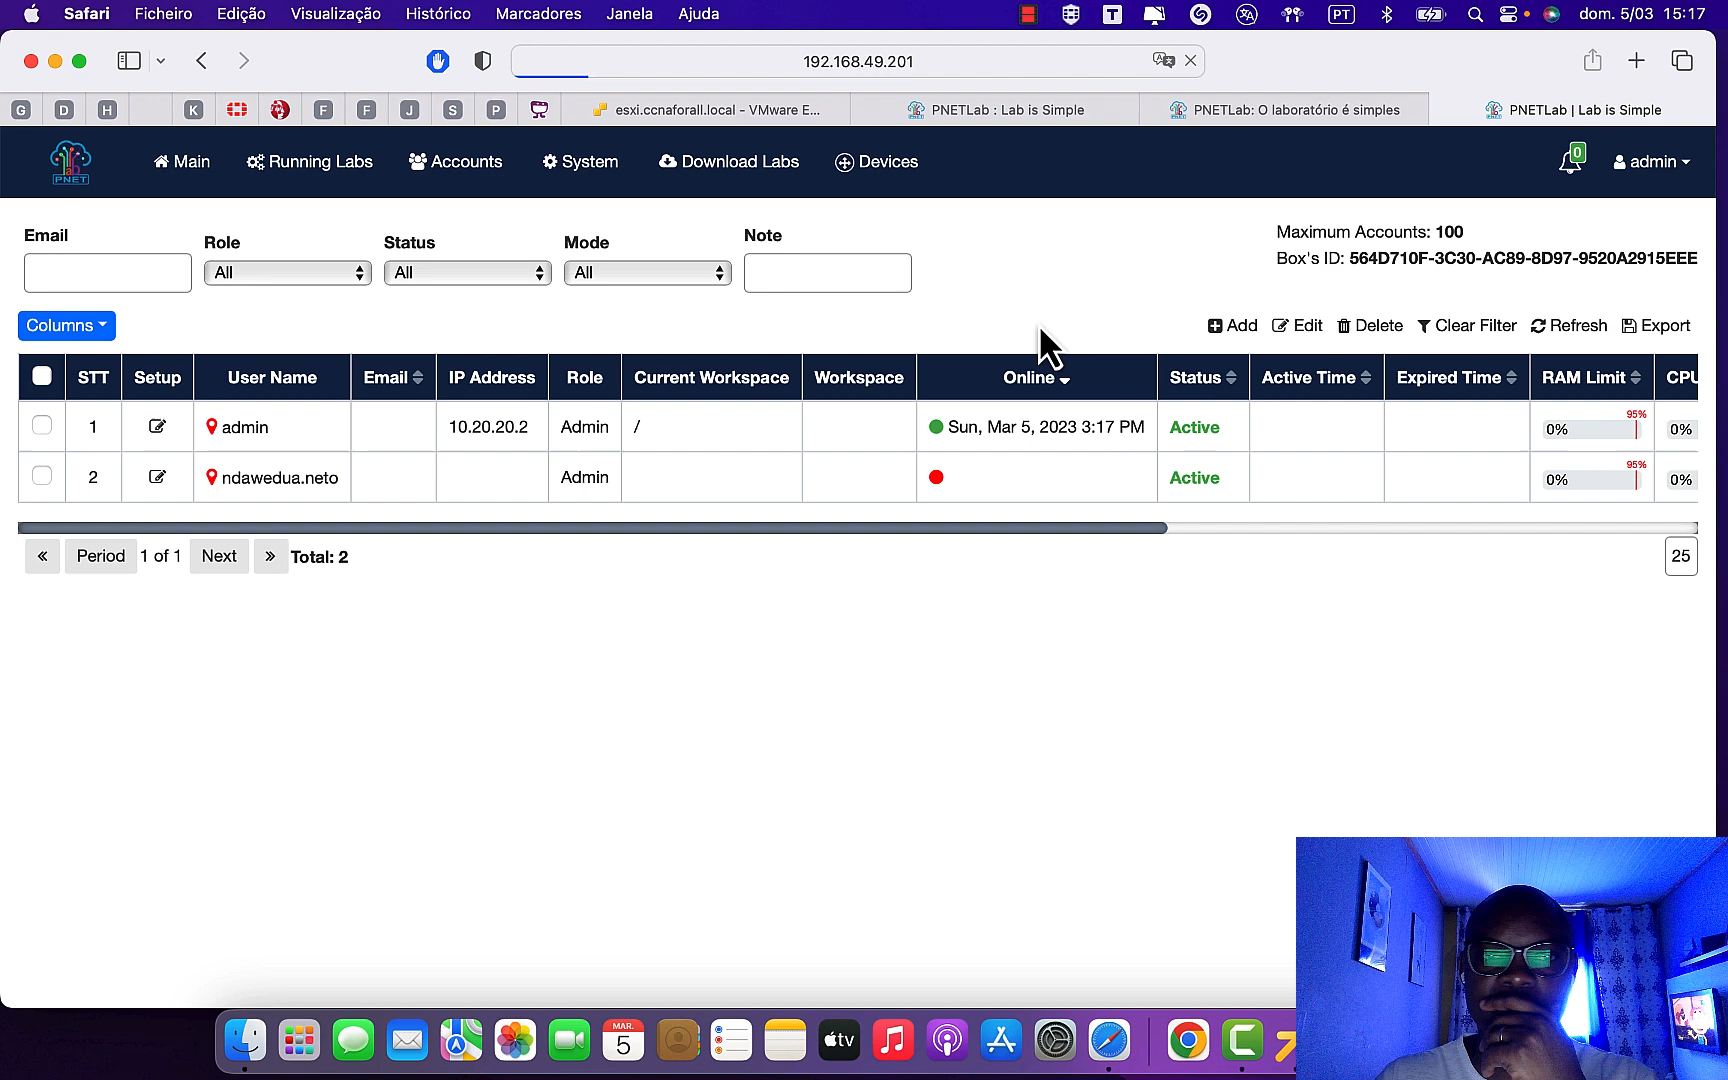 Safari Ficheiro Edição Visualização Histórico Marcadores Janela Ajuda T PT dom. 5/03 15:17
192.168.49.201
G D H K F F J S P esxi.ccnaforall.local - VMware E... PNETLab : Lab is Simple PNETLab: O laboratório é simples PNETLab | Lab is Simple
lab PNET Main Running Labs Accounts System Download Labs Devices 0 admin
Email Role Status Mode Note
All All All
Maximum Accounts: 100
Box's ID: 564D710F-3C30-AC89-8D97-9520A2915EEE
Columns Add Edit Delete Clear Filter Refresh Export
STT Setup User Name Email IP Address Role Current Workspace Workspace Online Status Active Time Expired Time RAM Limit CPU
1 admin 10.20.20.2 Admin / Sun, Mar 5, 2023 3:17 PM Active 0% 95% 0%
2 ndawedua.neto Admin Active 0% 95% 0%
« Period 1 of 1 Next » Total: 2 25
MAR. 5 tv